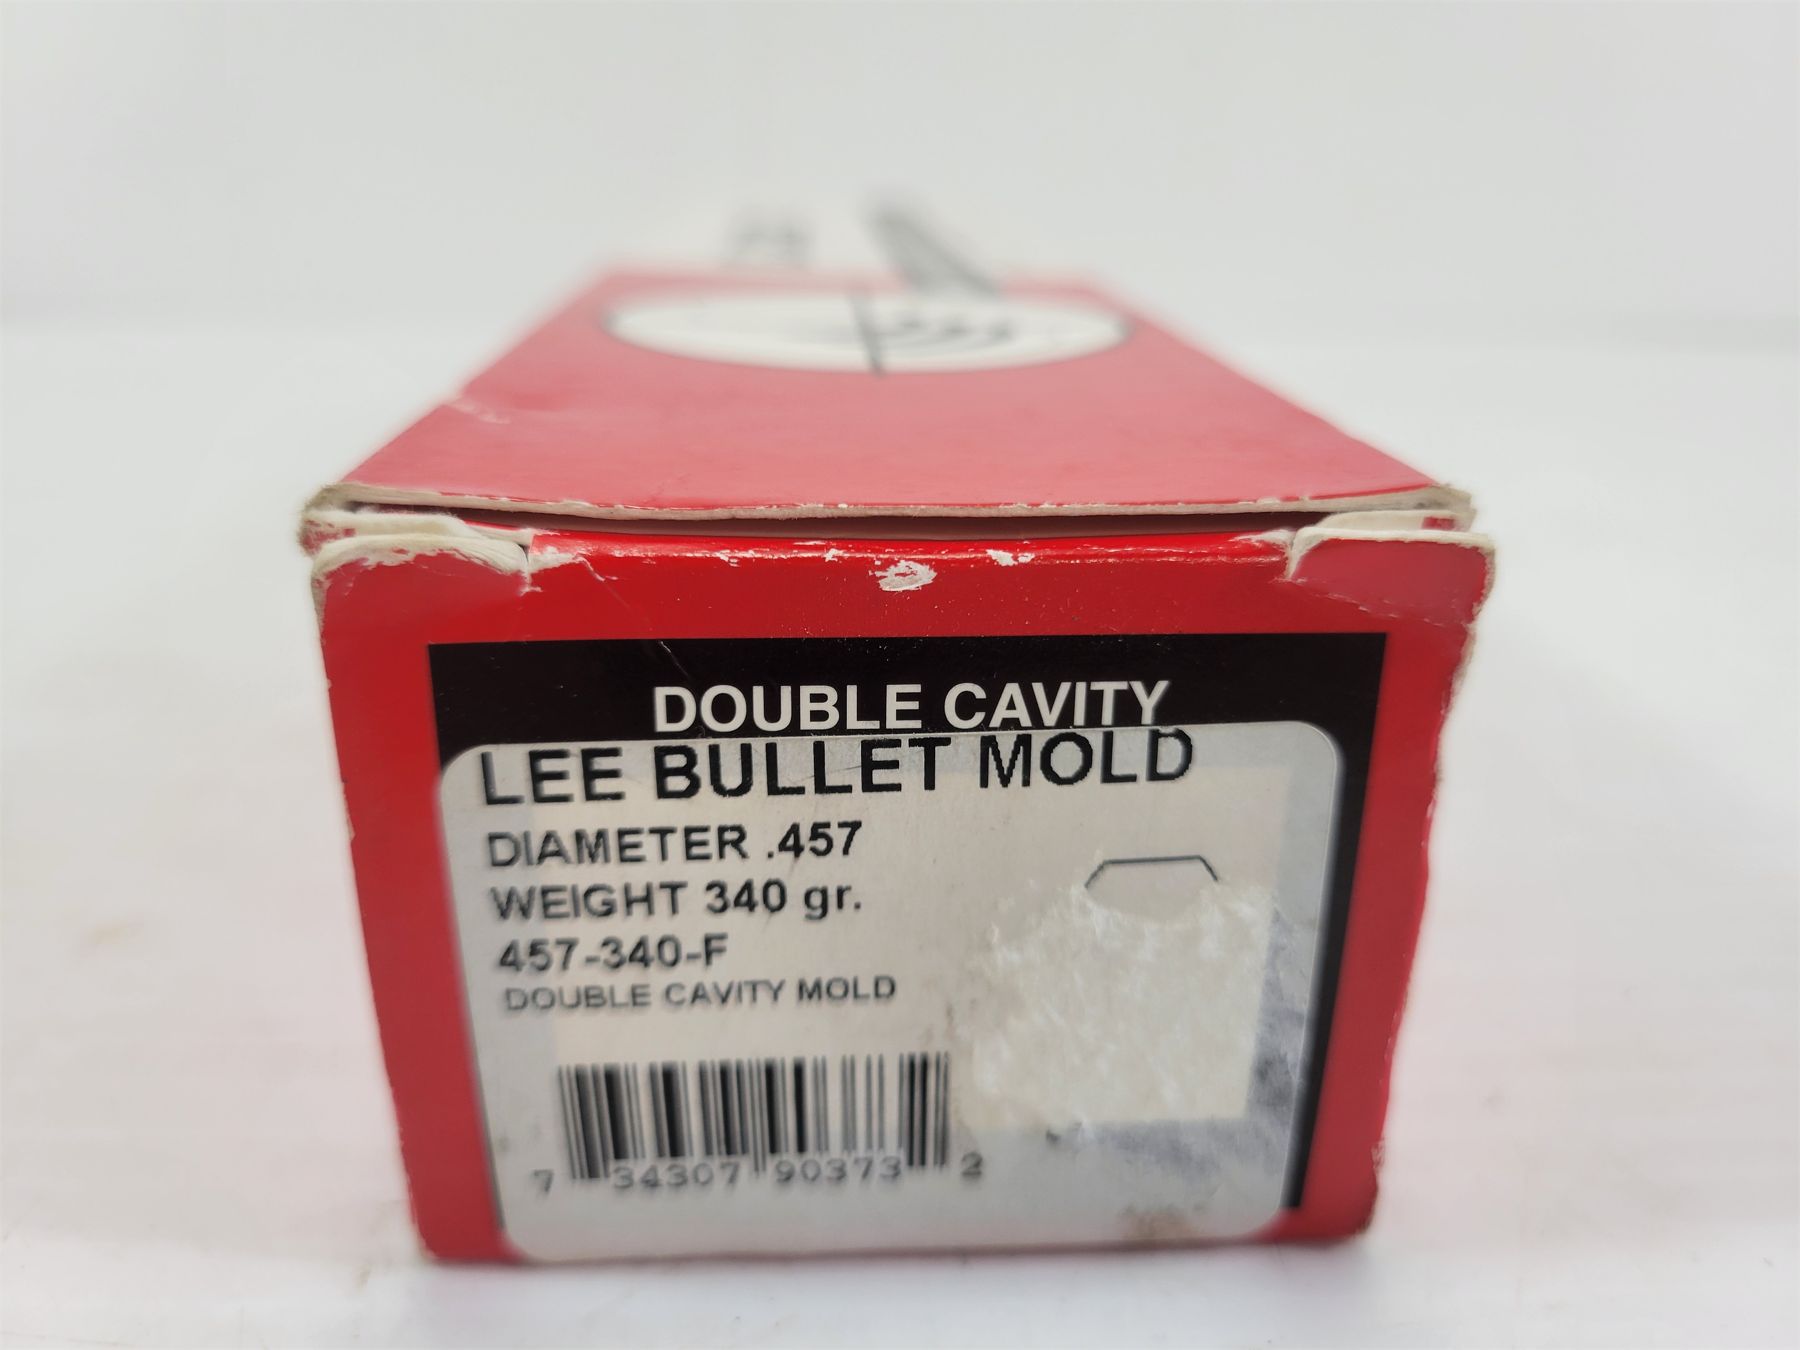 DOUBLE CAVITY
LEE BULLET MOLD
DIAMETER .457
WEIGHT 340 gr.
457-340-F
DOUBLE CAVITY MOLD
7 34307 90373 2